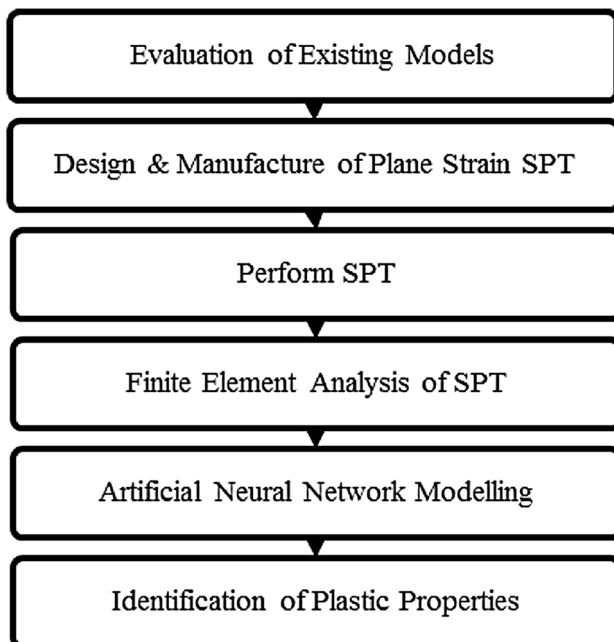 Evaluation of Existing Models
Design & Manufacture of Plane Strain SPT
Perform SPT
Finite Element Analysis of SPT
Artificial Neural Network Modelling
Identification of Plastic Properties